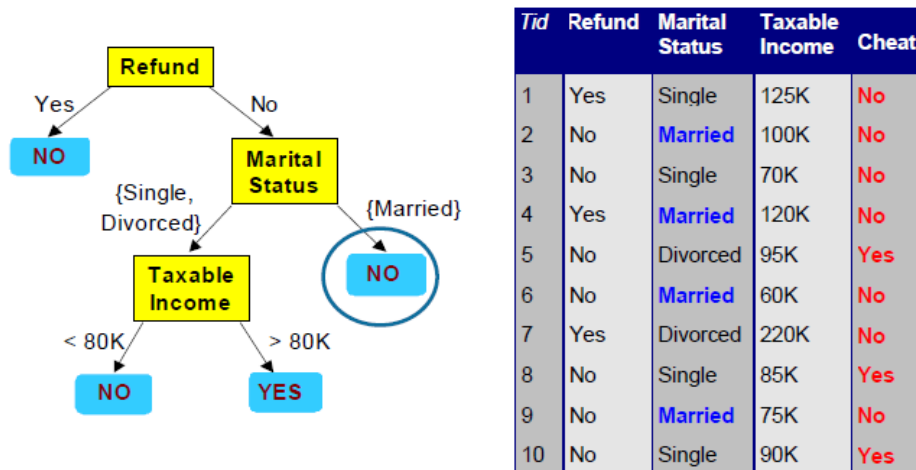 Refund
Yes
No
NO
Marital
Status
{Single,
Divorced}
{Married}
Taxable
Income
NO
< 80K
> 80K
NO
YES
Tid Refund Marital Status Taxable Income Cheat
1 Yes Single 125K No
2 No Married 100K No
3 No Single 70K No
4 Yes Married 120K No
5 No Divorced 95K Yes
6 No Married 60K No
7 Yes Divorced 220K No
8 No Single 85K Yes
9 No Married 75K No
10 No Single 90K Yes